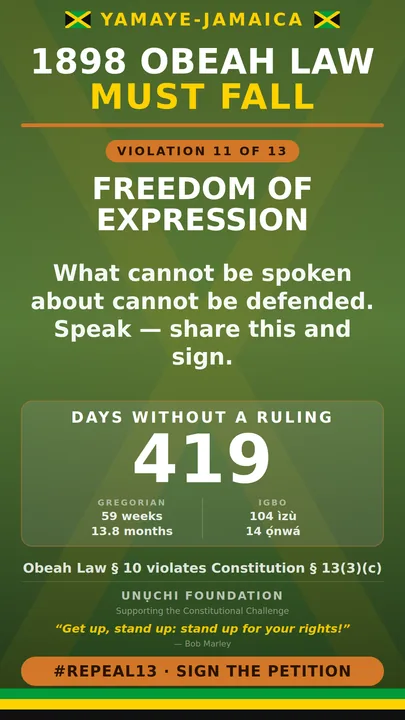 YAMAYE-JAMAICA
1898 OBEAH LAW
MUST FALL
VIOLATION 11 OF 13
FREEDOM OF
EXPRESSION
What cannot be spoken
about cannot be defended.
Speak — share this and
sign.
DAYS WITHOUT A RULING
419
GREGORIAN
59 weeks
13.8 months
IGBO
104 ìzù
14 ọ́nwá
Obeah Law § 10 violates Constitution § 13(3)(c)
UNỤCHI FOUNDATION
Supporting the Constitutional Challenge
“Get up, stand up: stand up for your rights!”
— Bob Marley
#REPEAL13 · SIGN THE PETITION